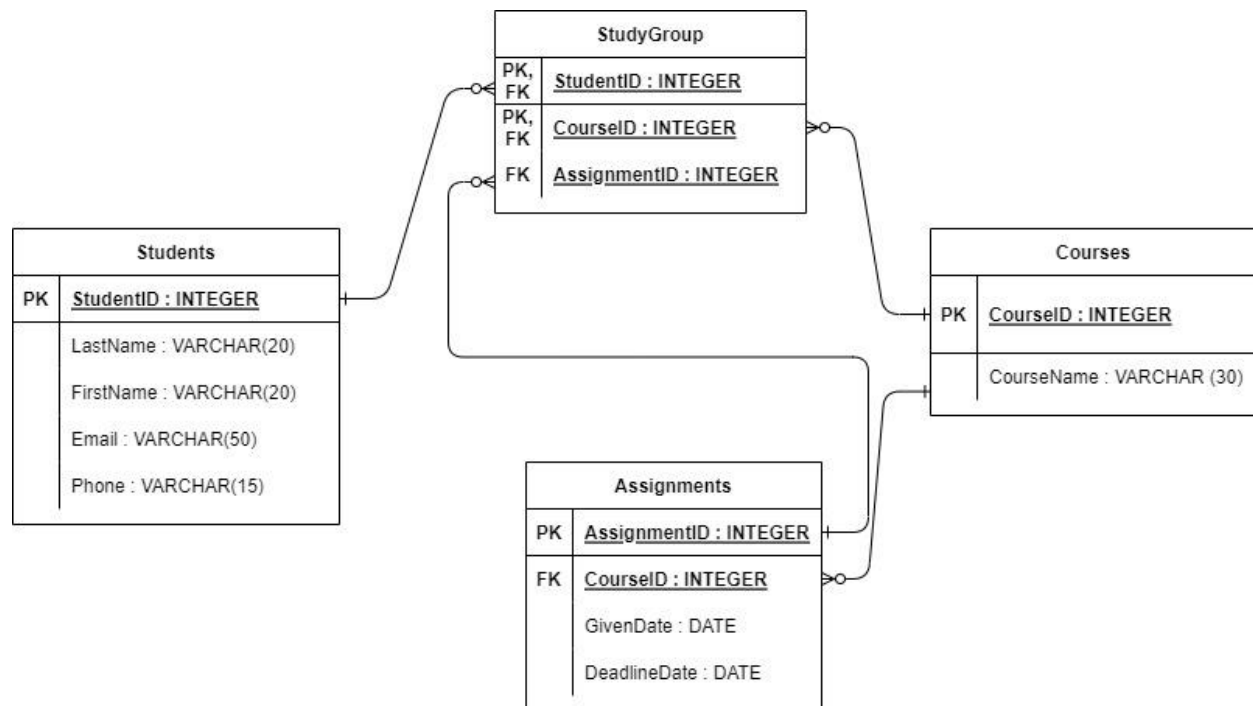 StudyGroup
PK, FK StudentID : INTEGER
PK, FK CourseID : INTEGER
FK AssignmentID : INTEGER
Students
PK StudentID : INTEGER
LastName : VARCHAR(20)
FirstName : VARCHAR(20)
Email : VARCHAR(50)
Phone : VARCHAR(15)
Courses
PK CourseID : INTEGER
CourseName : VARCHAR (30)
Assignments
PK AssignmentID : INTEGER
FK CourseID : INTEGER
GivenDate : DATE
DeadlineDate : DATE